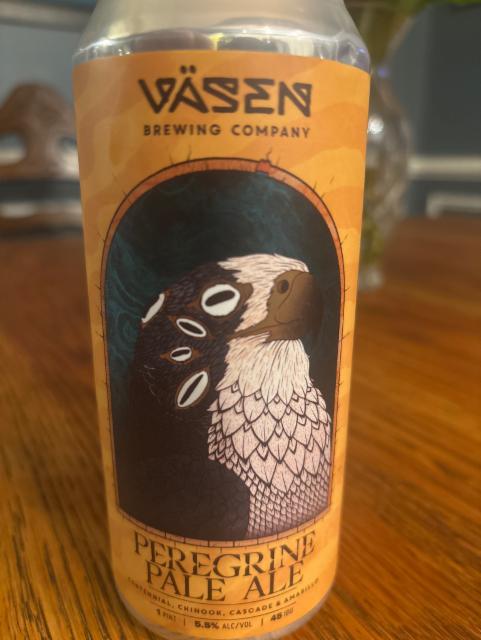 VÄSEN
BREWING COMPANY
PEREGRINE
PALE ALE
CENTENNIAL, CHINOOK, CASCADE & AMARILLO
1 PINT | 5.5% ALC/VOL | 45 IBU